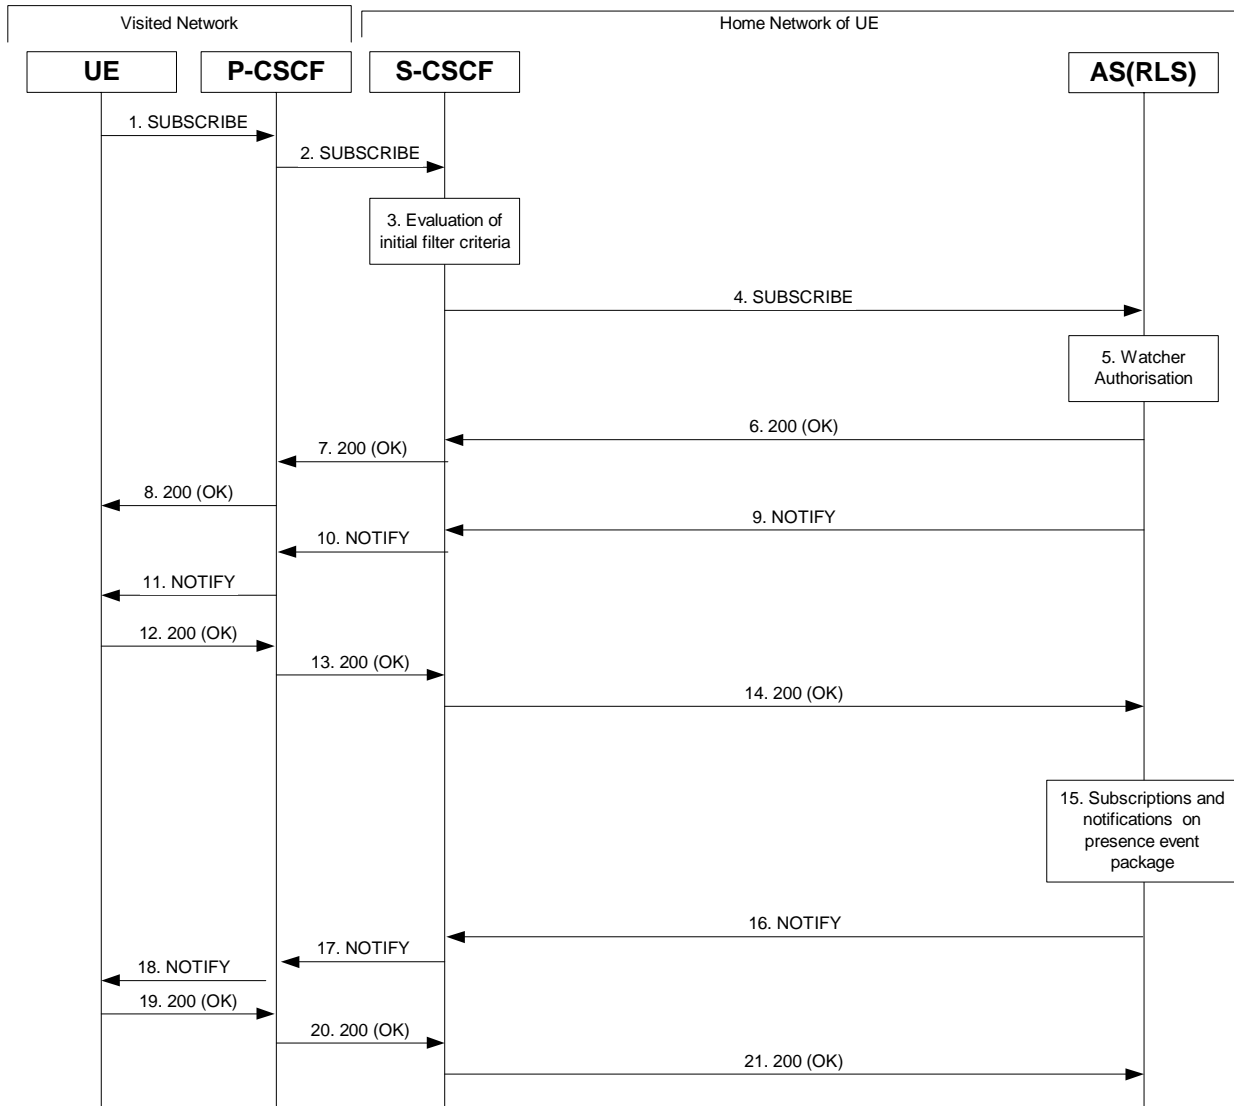 Visited Network
Home Network of UE
UE
P-CSCF
S-CSCF
AS(RLS)
1. SUBSCRIBE
2. SUBSCRIBE
3. Evaluation of
initial filter criteria
4. SUBSCRIBE
5. Watcher
Authorisation
6. 200 (OK)
7. 200 (OK)
8. 200 (OK)
9. NOTIFY
10. NOTIFY
11. NOTIFY
12. 200 (OK)
13. 200 (OK)
14. 200 (OK)
15. Subscriptions and
notifications on
presence event
package
16. NOTIFY
17. NOTIFY
18. NOTIFY
19. 200 (OK)
20. 200 (OK)
21. 200 (OK)